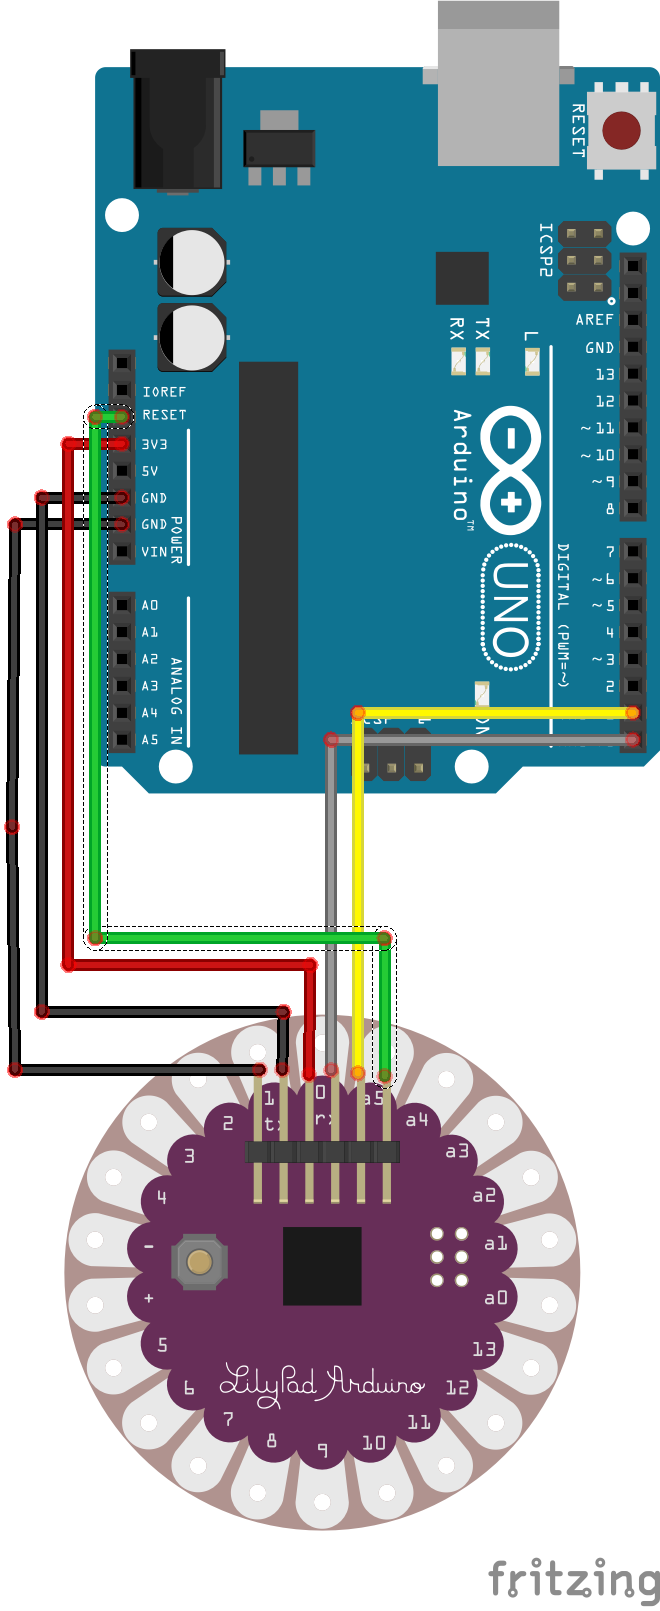 RESET
ICSP2
IOREF
RESET
3V3
5V
GND
GND
VIN
POWER
A0
A1
A2
A3
A4
A5
ANALOG IN
RX
TX
L
Arduino™
UNO
AREF
GND
13
12
~11
~10
~9
8
7
~6
~5
4
~3
2
DIGITAL (PWM=~)
1
tx
0
rx
a5
a4
a3
a2
a1
a0
13
12
11
10
9
8
7
6
5
+
-
4
3
2
LilyPad Arduino
fritzing